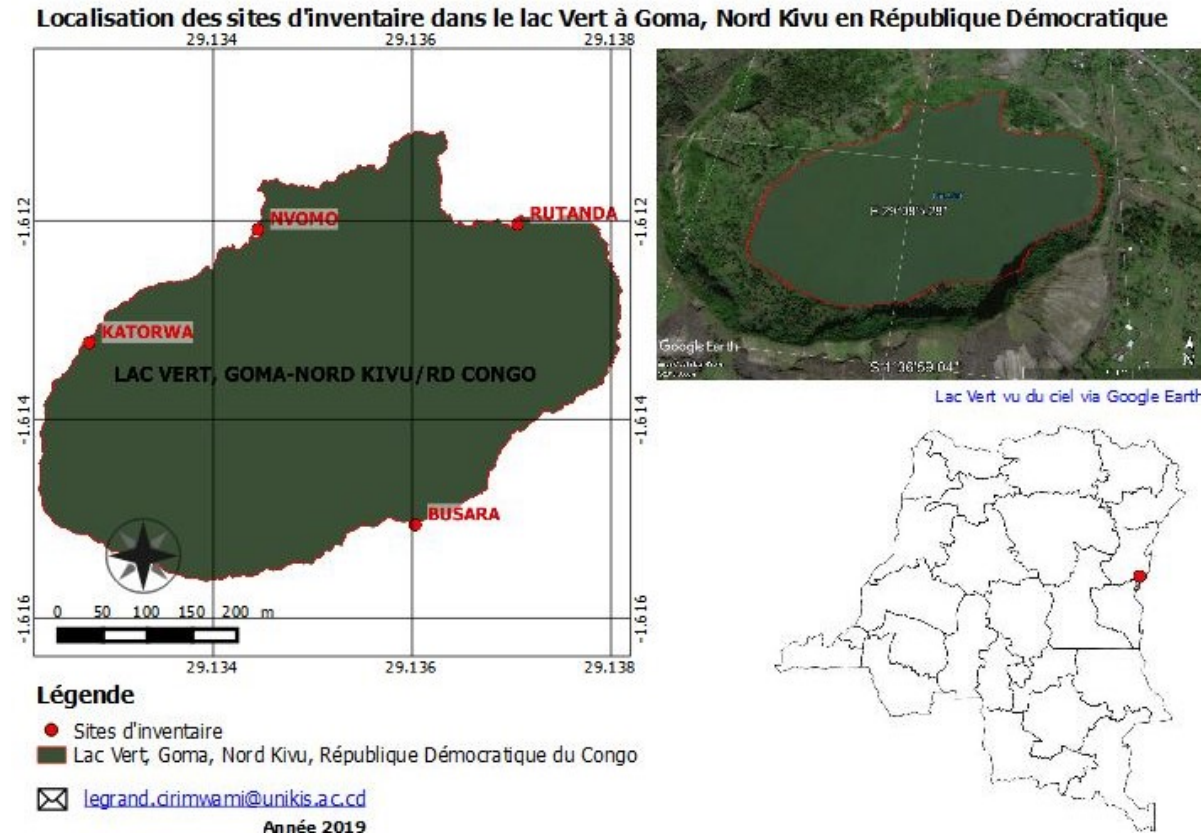 Localisation des sites d'inventaire dans le lac Vert à Goma, Nord Kivu en République Démocratique
29.134 29.136 29.138
-1.612 -1.612
-1.614 -1.614
-1.616 -1.616
NVOMO
RUTANDA
KATORWA
LAC VERT, GOMA-NORD KIVU/RD CONGO
BUSARA
0 50 100 150 200 m
29.134 29.136 29.138
Google Earth
N
S 1°36'59.04"
Lac Vert vu du ciel via Google Earth
Légende
Sites d'inventaire
Lac Vert, Goma, Nord Kivu, République Démocratique du Congo
legrand.cirimwami@unikis.ac.cd
Année 2019